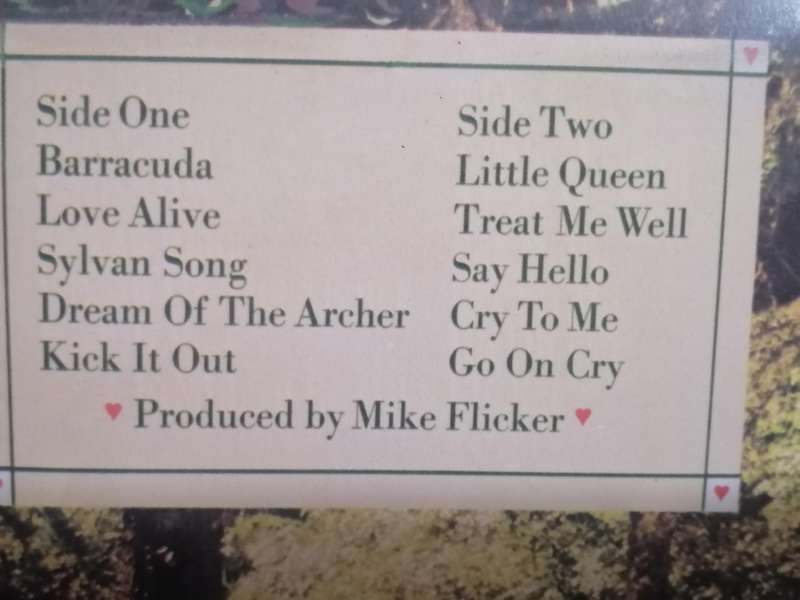 Side One
Barracuda
Love Alive
Sylvan Song
Dream Of The Archer
Kick It Out
Side Two
Little Queen
Treat Me Well
Say Hello
Cry To Me
Go On Cry
♥ Produced by Mike Flicker ♥